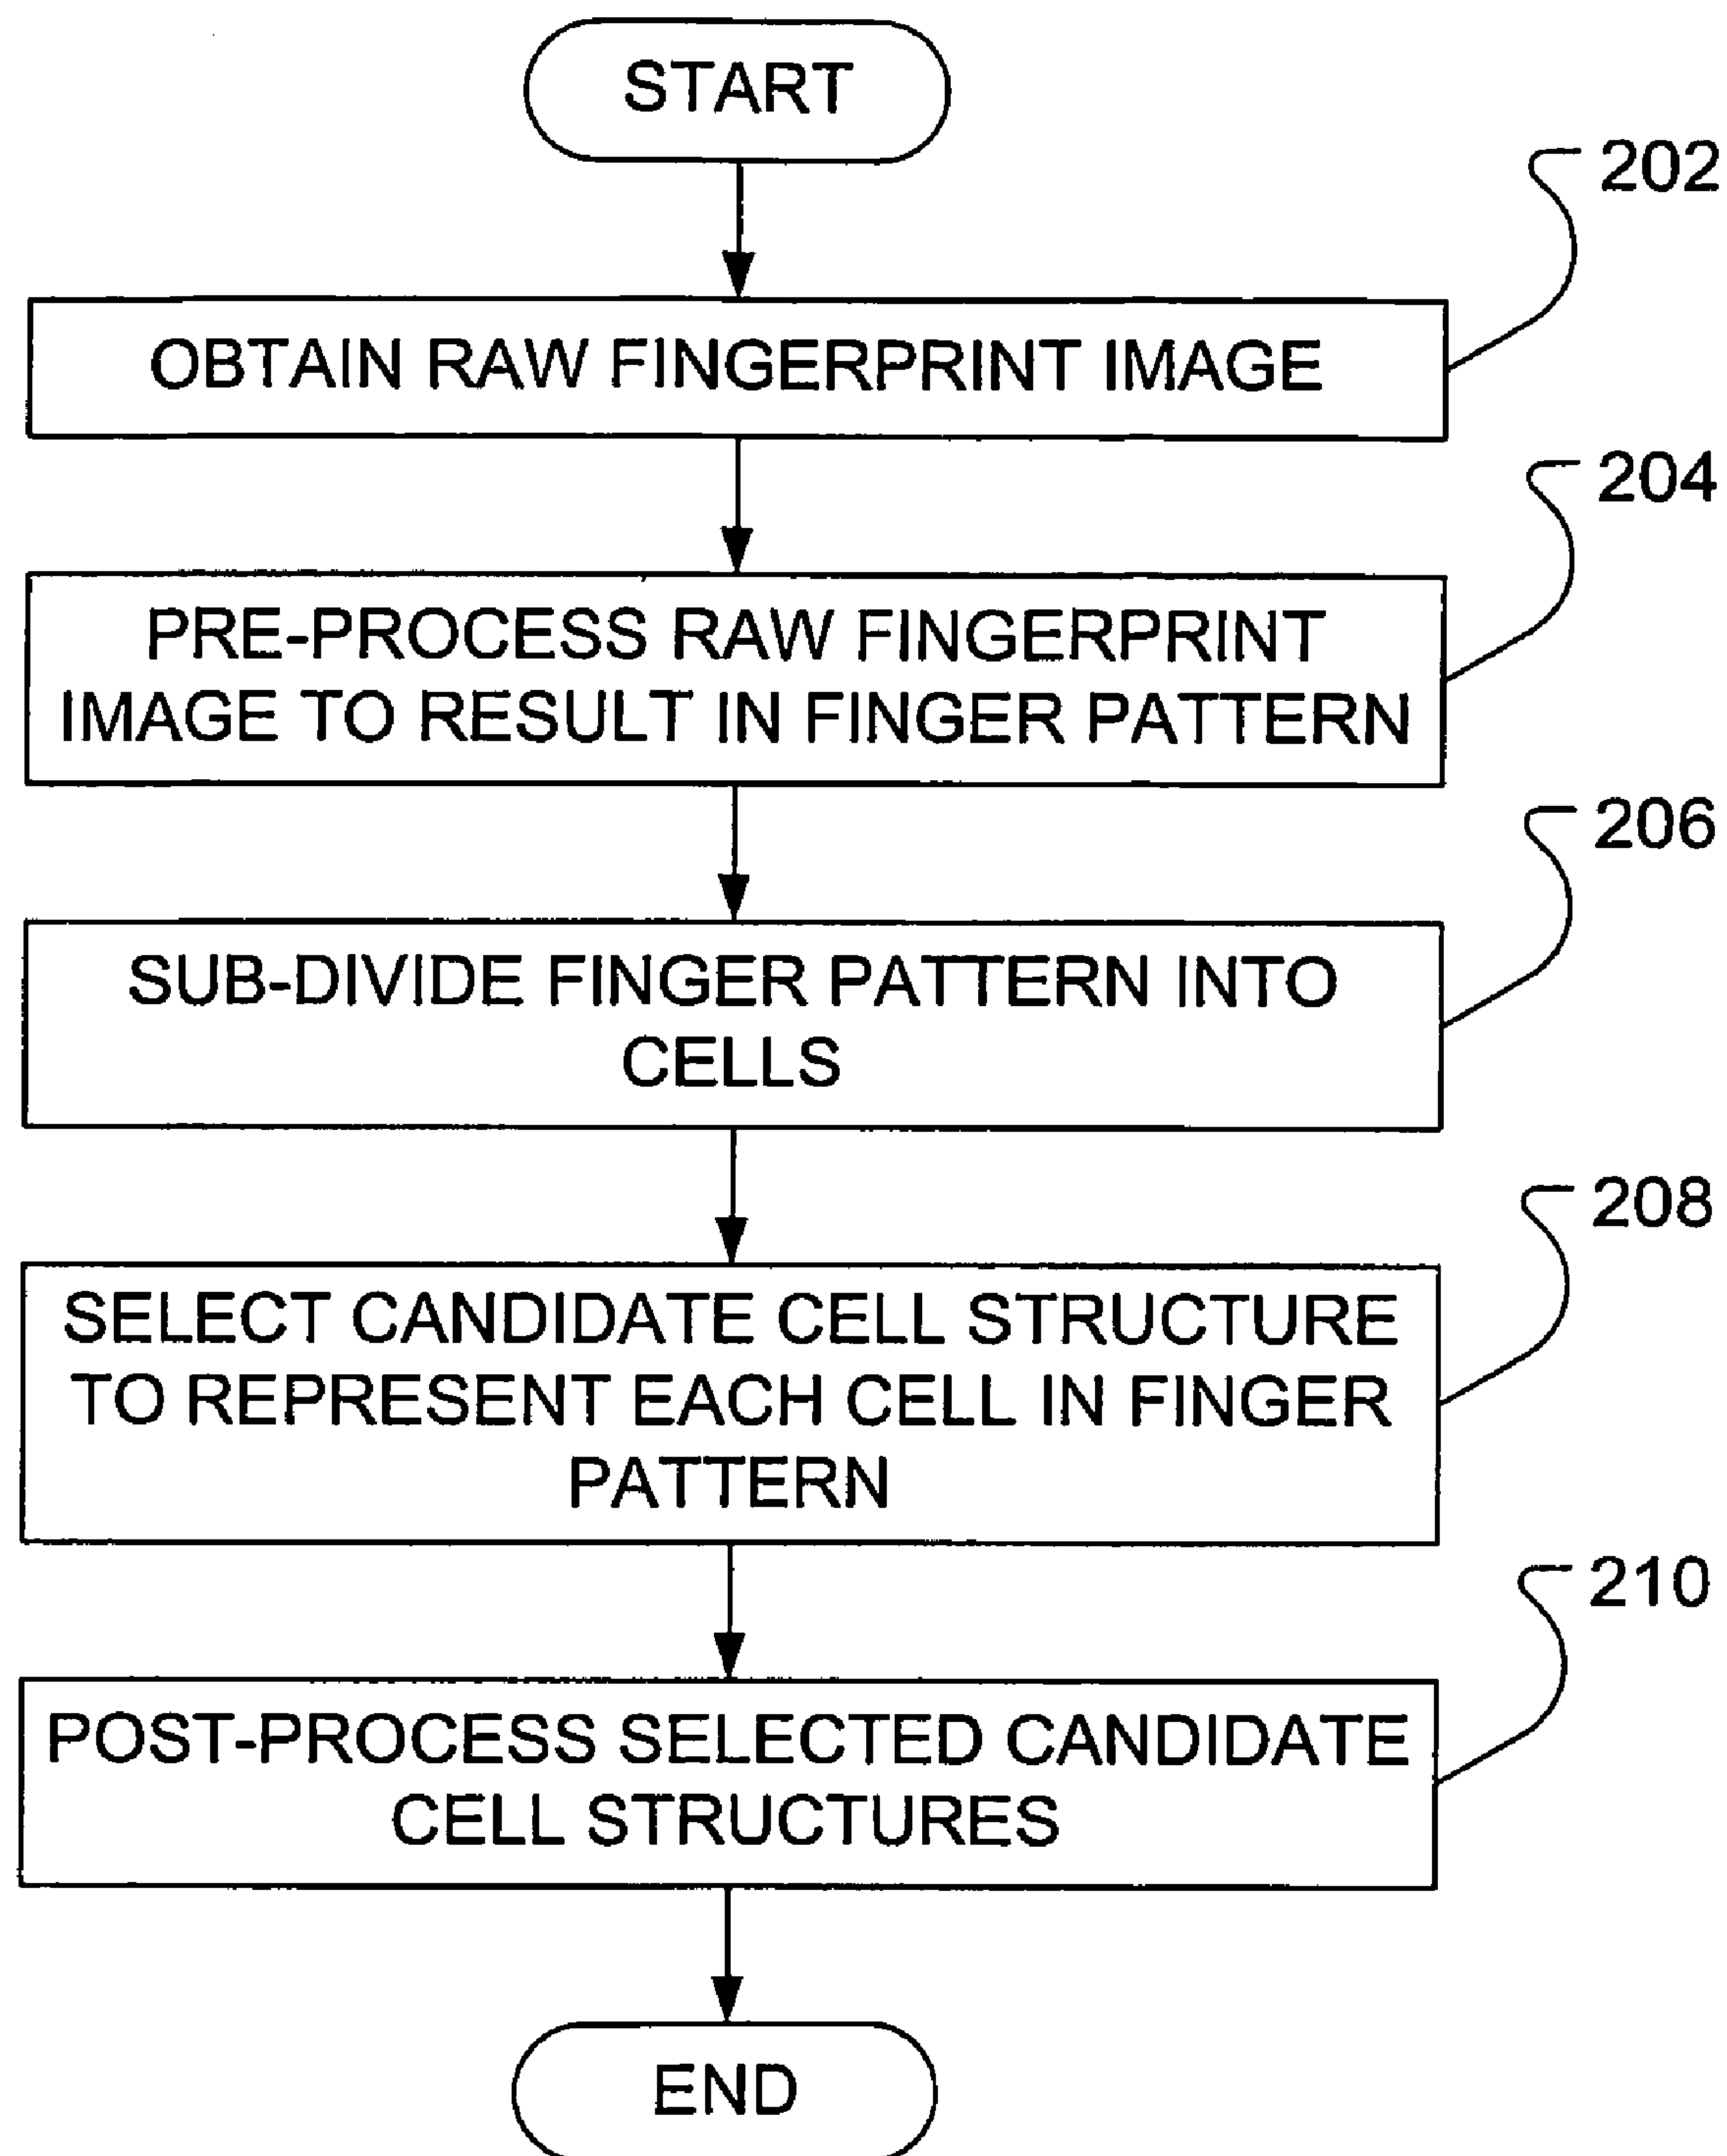 START
202
OBTAIN RAW FINGERPRINT IMAGE
204
PRE-PROCESS RAW FINGERPRINT
IMAGE TO RESULT IN FINGER PATTERN
206
SUB-DIVIDE FINGER PATTERN INTO
CELLS
208
SELECT CANDIDATE CELL STRUCTURE
TO REPRESENT EACH CELL IN FINGER
PATTERN
210
POST-PROCESS SELECTED CANDIDATE
CELL STRUCTURES
END